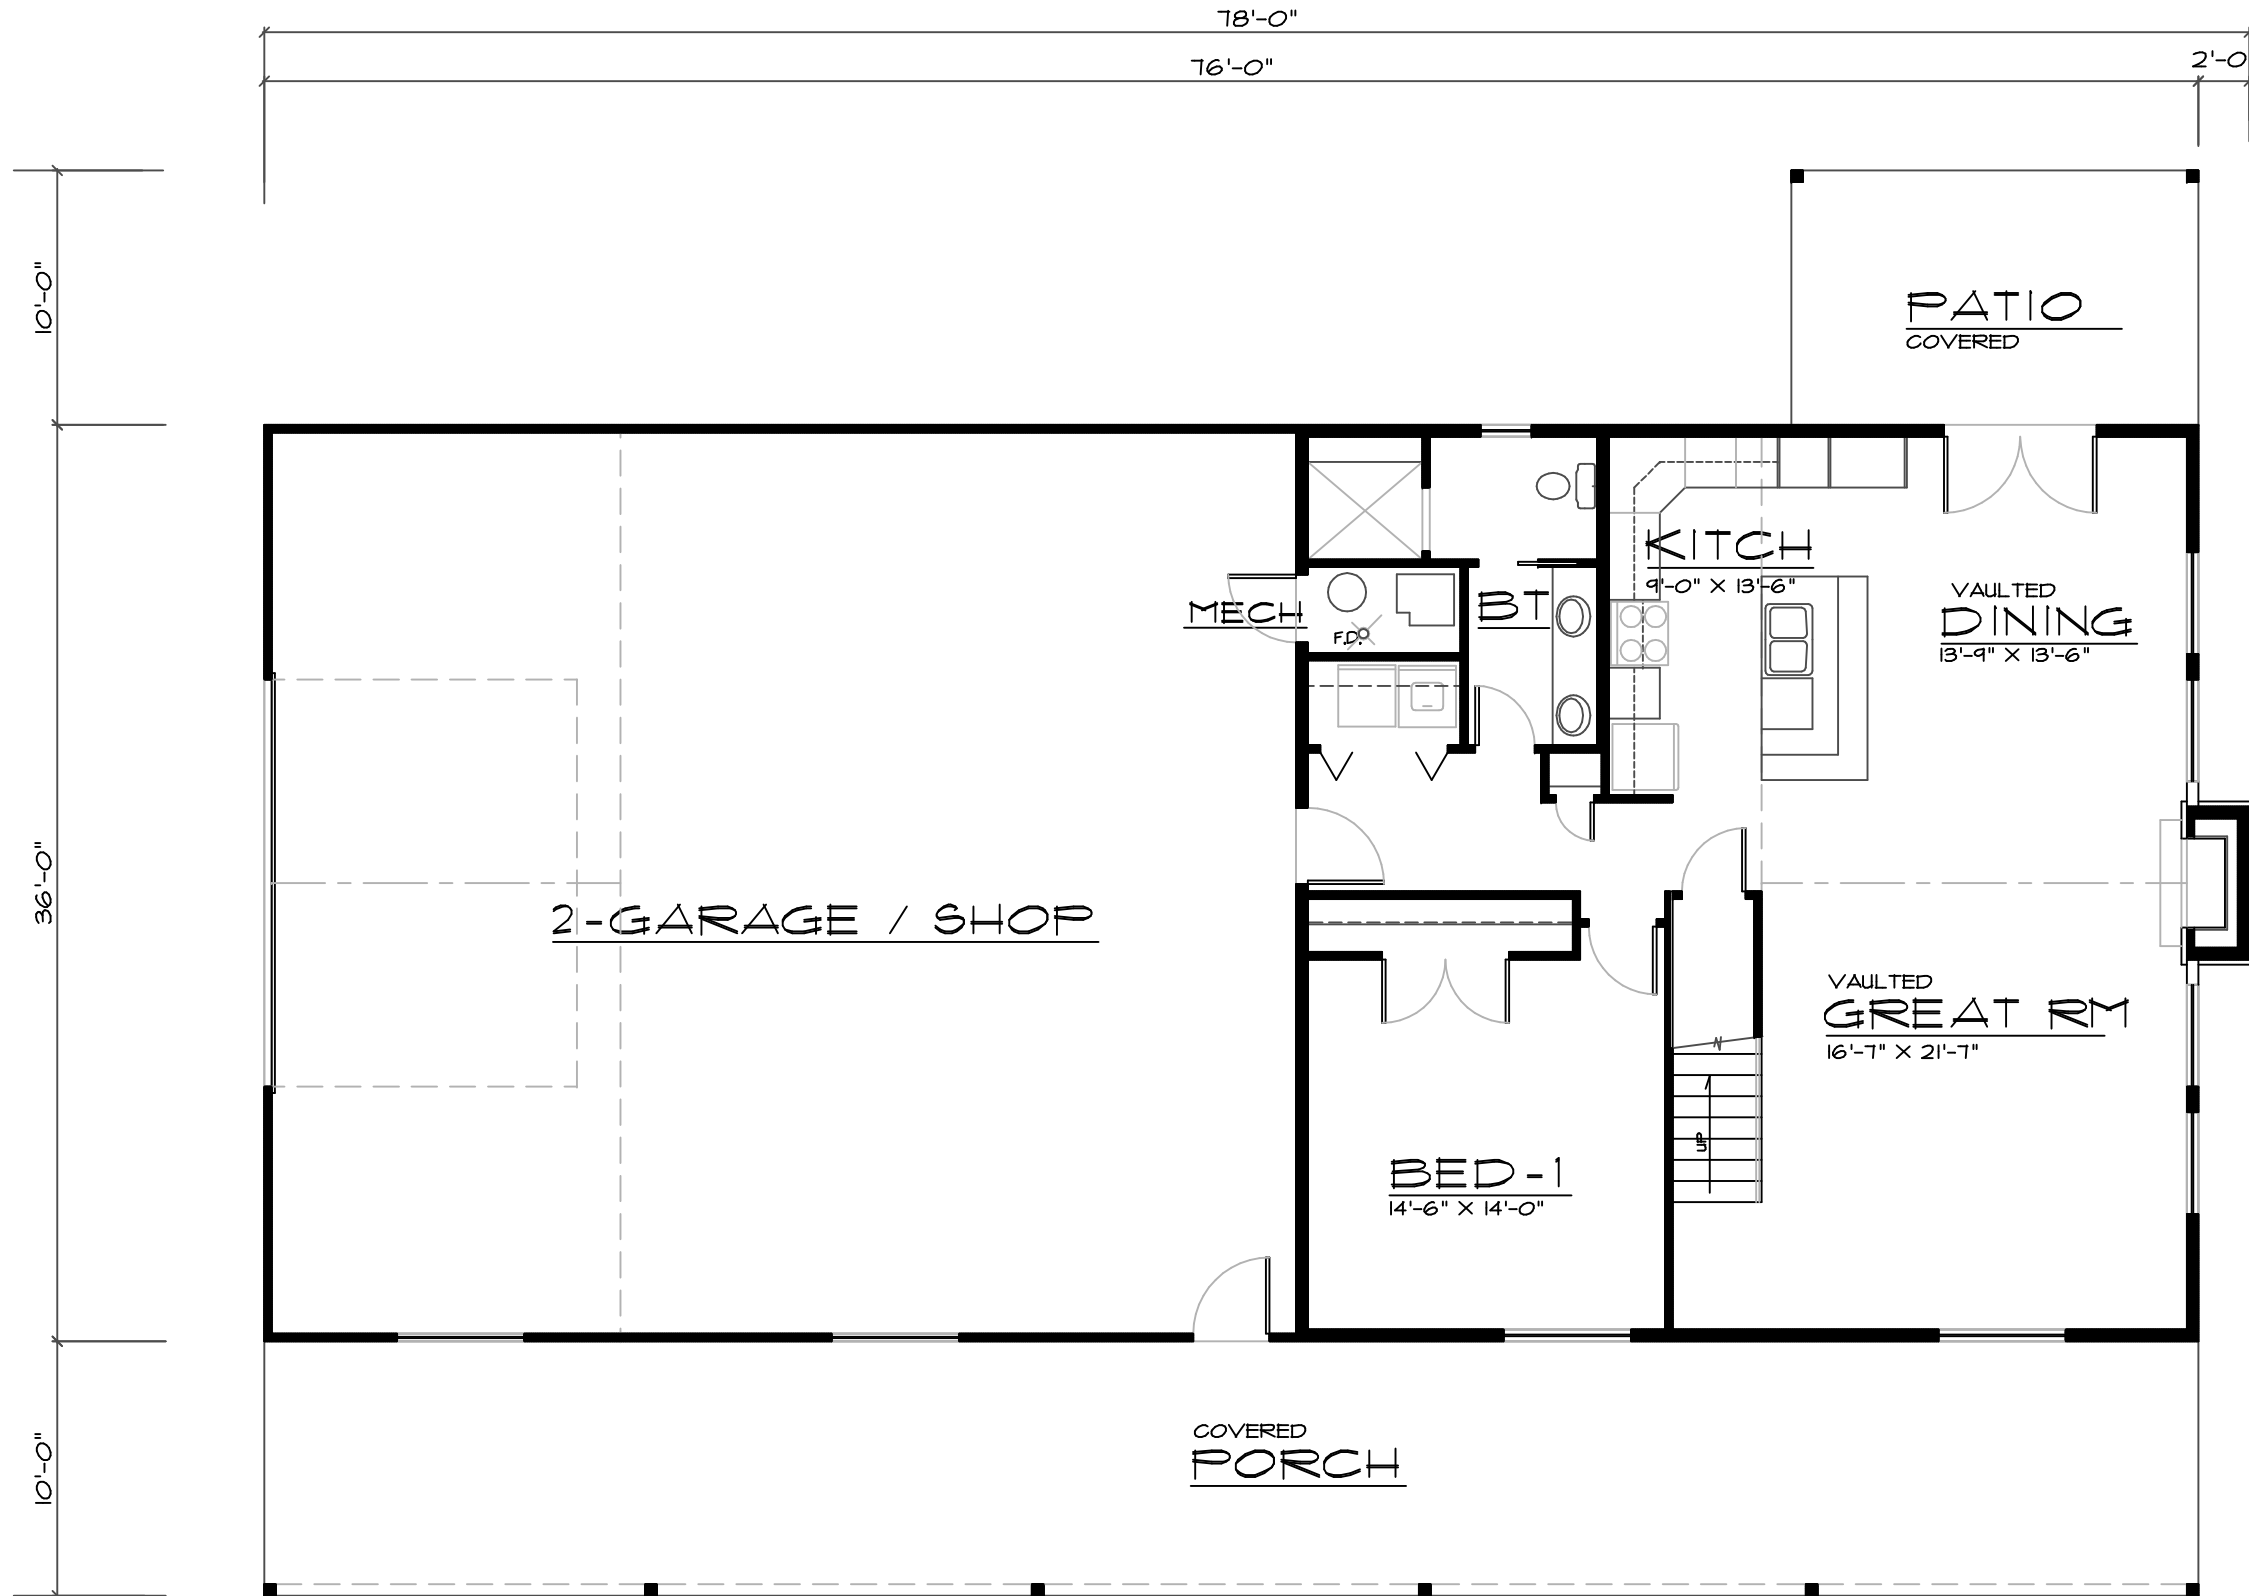 78'-0"
76'-0"
2'-0
10'-0"
PATIO
COVERED
KITCH
9'-0" X 13'-6"
VAULTED
DINING
13'-9" X 13'-6"
MECH
F.D.
BT
36'-0"
2-GARAGE / SHOP
VAULTED
GREAT RM
16'-7" X 21'-7"
UP
BED-1
14'-6" X 14'-0"
COVERED
PORCH
10'-0"